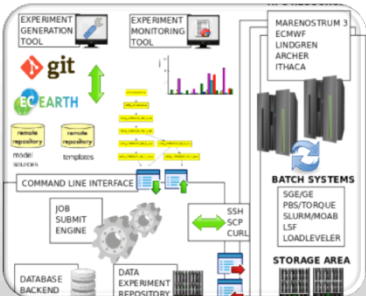 EXPERIMENT
GENERATION
TOOL
EXPERIMENT
MONITORING
TOOL
MARENOSTRUM 3
ECMWF
LINDGREN
ARCHER
ITHACA
git
EC EARTH
remote
repository
remote
repository
model
sources
templates
BATCH SYSTEMS
COMMAND LINE INTERFACE
SGE/GE
PBS/TORQUE
SLURM/MOAB
LSF
LOADLEVELER
JOB
SUBMIT
ENGINE
SSH
SCP
CURL
STORAGE AREA
DATABASE
BACKEND
DATA
EXPERIMENT
REPOSITORY